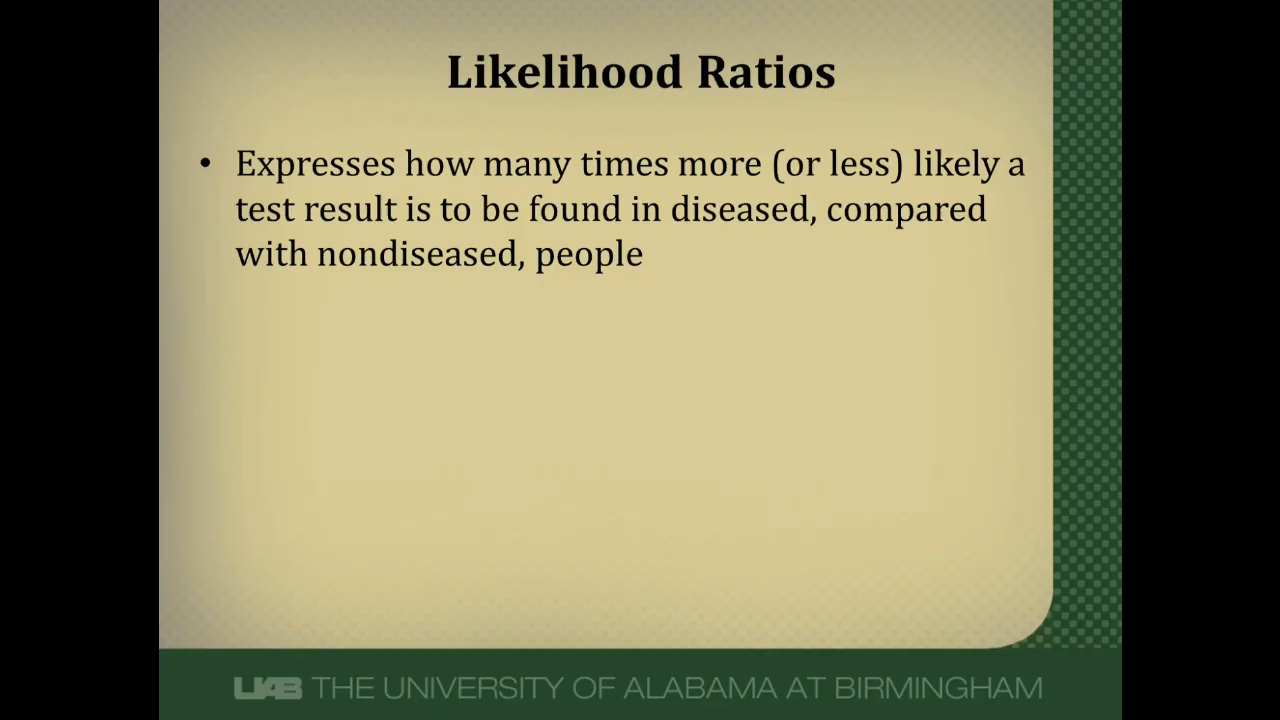 Likelihood Ratios
• Expresses how many times more (or less) likely a
test result is to be found in diseased, compared
with nondiseased, people
UAB THE UNIVERSITY OF ALABAMA AT BIRMINGHAM